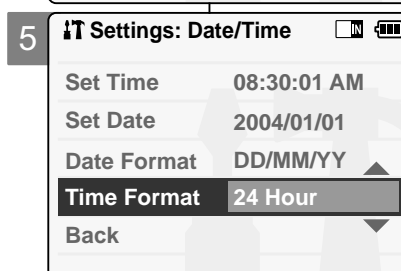 5
Settings: Date/Time IN
Set Time 08:30:01 AM
Set Date 2004/01/01
Date Format DD/MM/YY
Time Format 24 Hour
Back